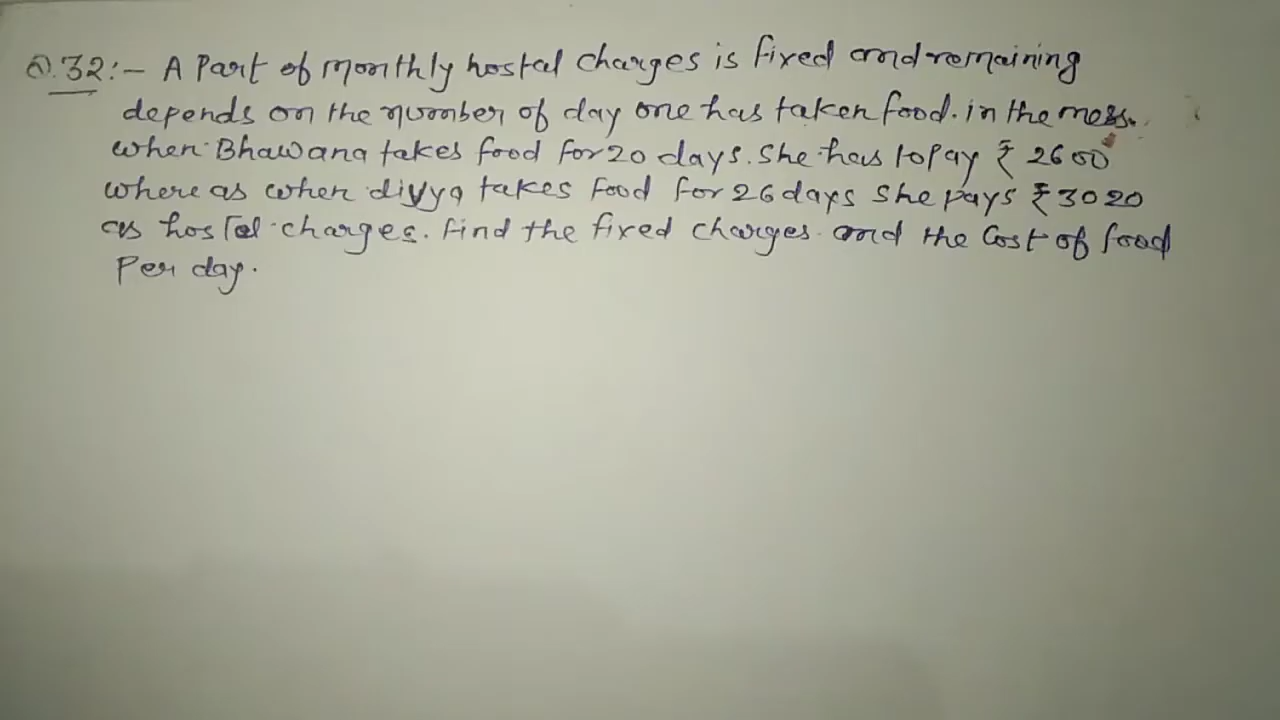 Q.32:- A Part of monthly hostal charges is fixed and remaining
depends on the number of day one has taken food. in the mess.
when Bhawana takes food for 20 days. She has to pay ₹ 2600
where as when divya takes food for 26 days she pays ₹ 3020
as hostel charges. find the fixed charges and the cost of food
Per day.